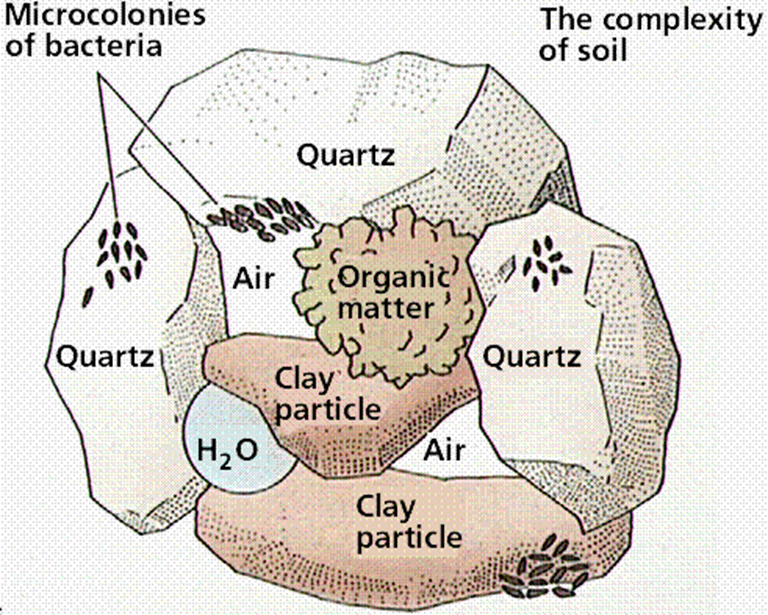 Microcolonies
of bacteria
The complexity
of soil
Quartz
Air
Organic
matter
Quartz
Quartz
Clay
particle
H₂O
Air
Clay
particle